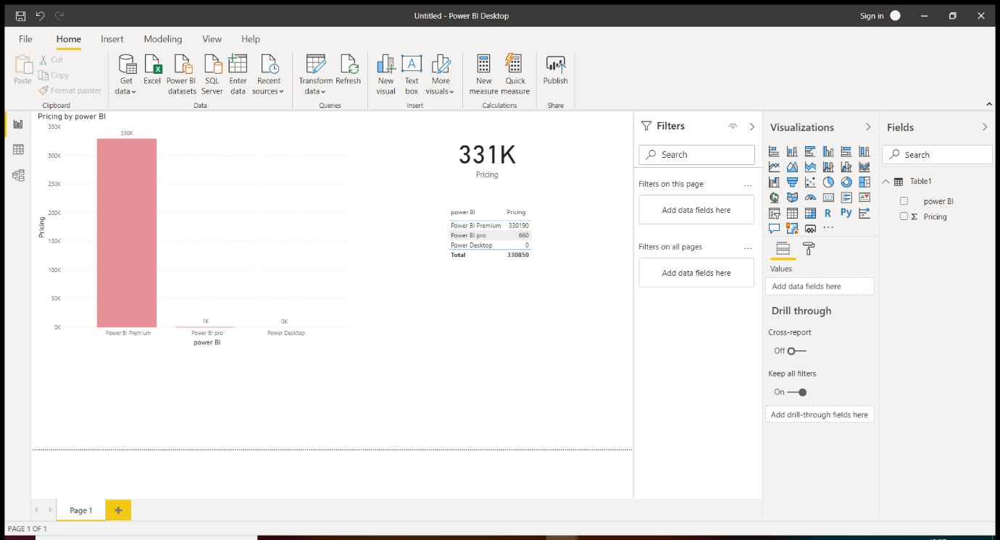 Untitled - Power BI Desktop
Sign in
File Home Insert Modeling View Help
Paste
Cut
Copy
Format painter
Clipboard
Get data
Excel
Power BI datasets
SQL Server
Enter data
Recent sources
Data
Transform data
Refresh
Queries
New visual
Text box
More visuals
Insert
New measure
Quick measure
Calculations
Publish
Share
Pricing by power BI
350K
300K
250K
200K
150K
100K
50K
0K
Pricing
330K
1K
0K
Power BI Premium Power BI pro Power Desktop
power BI
331K
Pricing
power BI Pricing
Power BI Premium 330190
Power BI pro 660
Power Desktop 0
Total 330850
Filters
Search
Filters on this page ...
Add data fields here
Filters on all pages ...
Add data fields here
Visualizations
R Py
...
Values
Add data fields here
Drill through
Cross-report
Off
Keep all filters
On
Add drill-through fields here
Fields
Search
Table1
power BI
Σ Pricing
Page 1
PAGE 1 OF 1